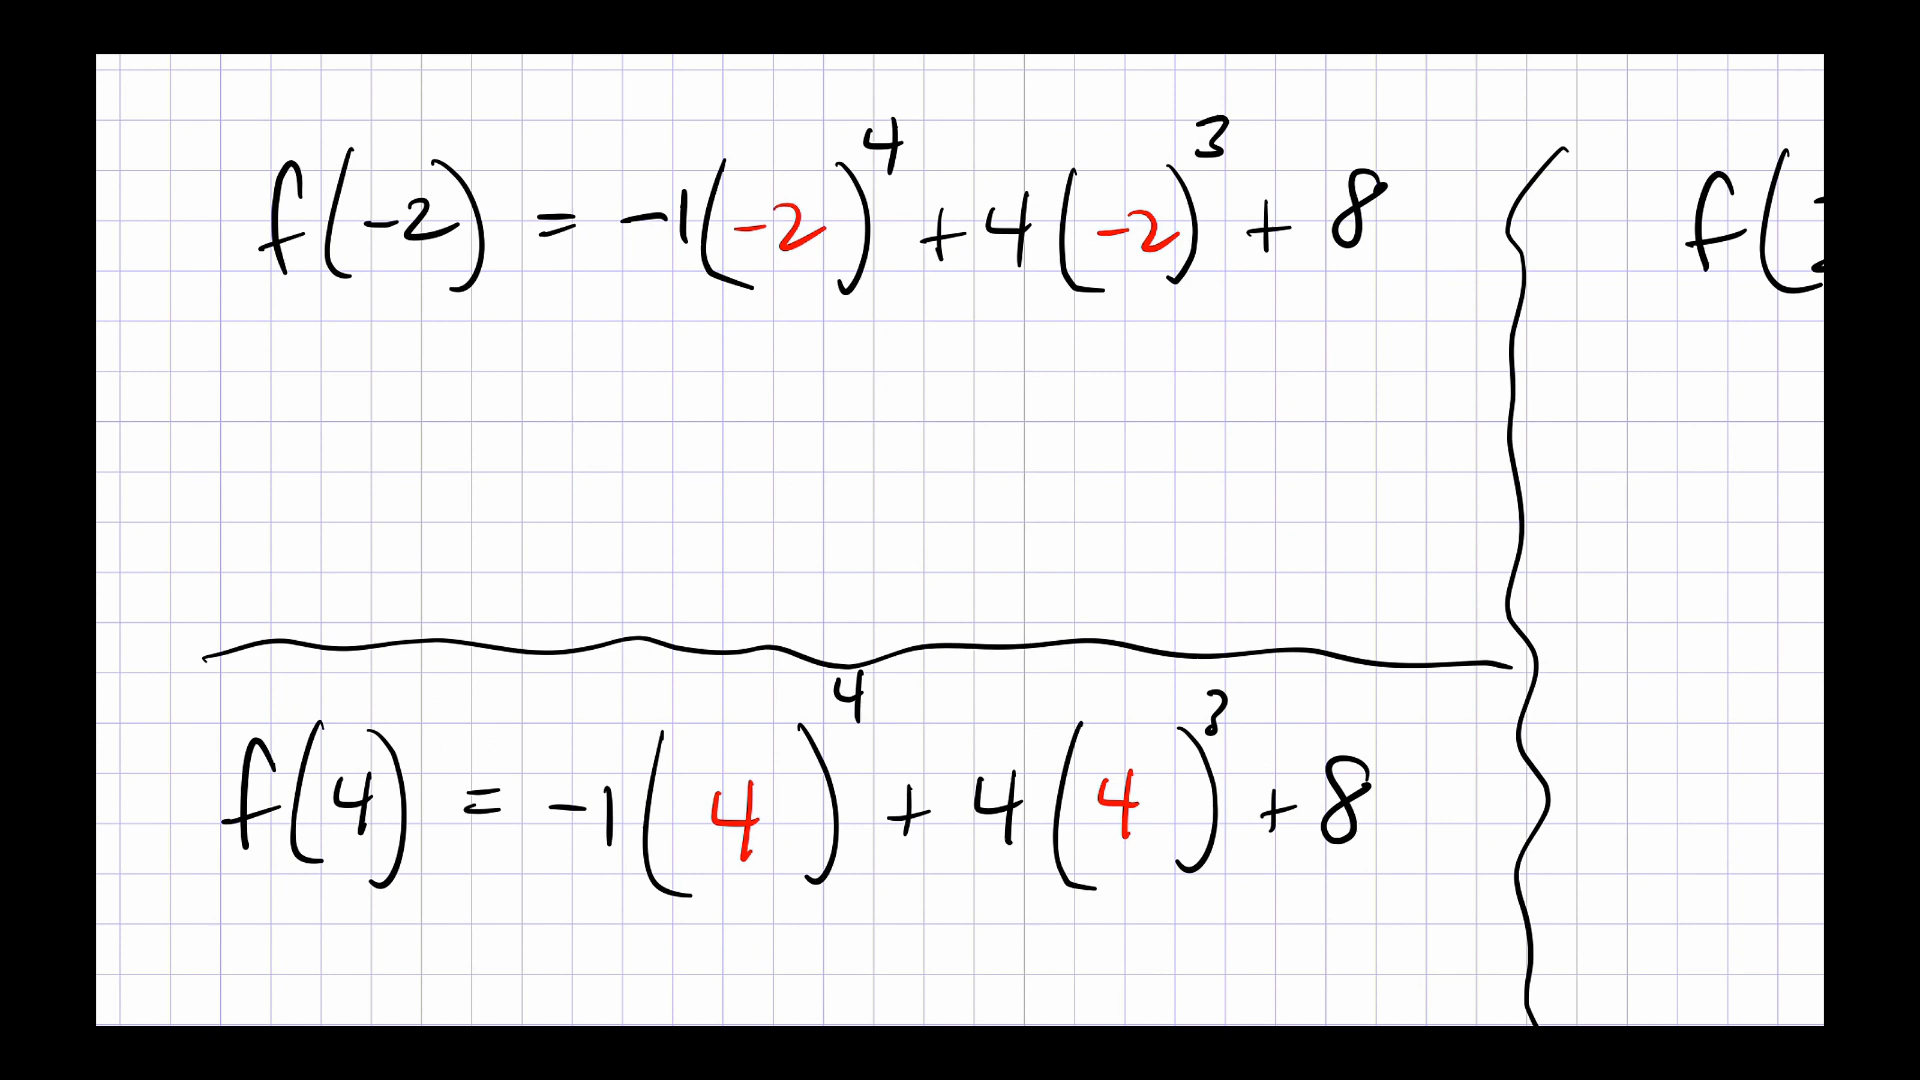 f(-2) = -1(-2)^4 + 4(-2)^3 + 8
f(
f(4) = -1(4)^4 + 4(4)^3 + 8